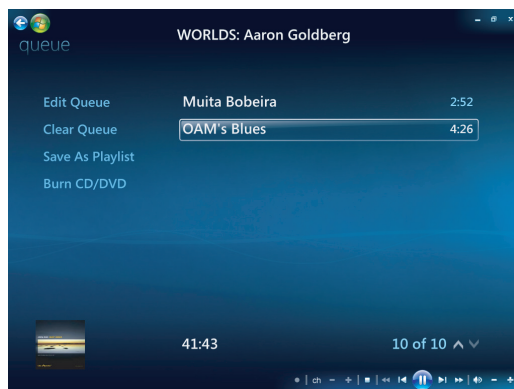 queue
WORLDS: Aaron Goldberg
Edit Queue
Clear Queue
Save As Playlist
Burn CD/DVD
Muita Bobeira 2:52
OAM's Blues 4:26
41:43
10 of 10
ch